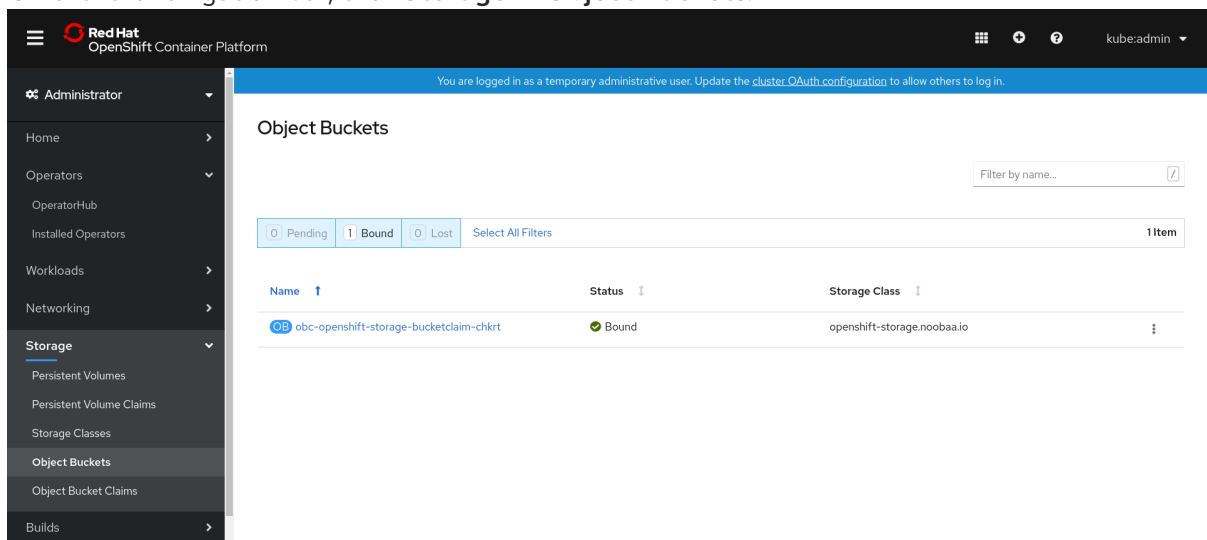 Red Hat
OpenShift Container Platform
kube:admin
Administrator
You are logged in as a temporary administrative user. Update the cluster OAuth configuration to allow others to log in.
Home
Operators
OperatorHub
Installed Operators
Workloads
Networking
Storage
Persistent Volumes
Persistent Volume Claims
Storage Classes
Object Buckets
Object Bucket Claims
Builds
Object Buckets
Filter by name...
/
0 Pending 1 Bound 0 Lost Select All Filters 1 Item
Name Status Storage Class
OB obc-openshift-storage-bucketclaim-chkrt Bound openshift-storage.noobaa.io